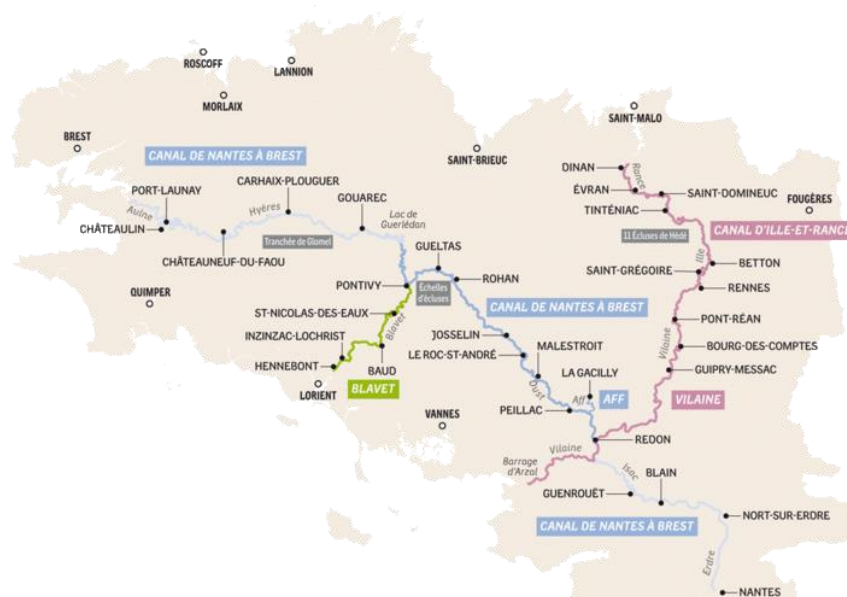 ROSCOFF
LANNION
MORLAIX
SAINT-MALO
BREST
SAINT-BRIEUC
CANAL DE NANTES À BREST
DINAN
Rance
ÉVRAN
SAINT-DOMINEUC
FOUGÈRES
TINTÉNIAC
CANAL D'ILLE-ET-RANCE
11 Écluses de Hédé
Ille
PORT-LAUNAY
CARHAIX-PLOUGUER
GOUAREC
Aulne
Hyères
Lac de
Guerlédan
CHÂTEAULIN
Tranchée de Glomel
CHÂTEAUNEUF-DU-FAOU
GUELTAS
BETTON
SAINT-GRÉGOIRE
RENNES
PONTIVY
Échelles
d'écluses
ROHAN
QUIMPER
ST-NICOLAS-DES-EAUX
CANAL DE NANTES À BREST
PONT-RÉAN
INZINZAC-LOCHRIST
Blavet
JOSSELIN
Vilaine
BOURG-DES-COMPTES
LE ROC-ST-ANDRÉ
MALESTROIT
HENNEBONT
BAUD
LA GACILLY
GUIPRY-MESSAC
LORIENT
BLAVET
Oust
Aff
AFF
VILAINE
VANNES
PEILLAC
REDON
Vilaine
Barrage
d'Arzal
Isac
BLAIN
GUENROUËT
NORT-SUR-ERDRE
CANAL DE NANTES À BREST
Erdre
NANTES